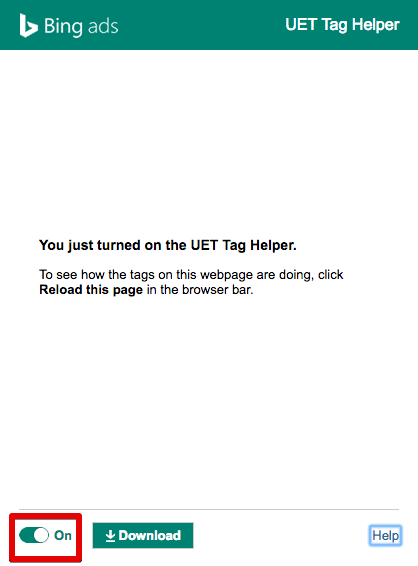 Bing ads
UET Tag Helper
You just turned on the UET Tag Helper.
To see how the tags on this webpage are doing, click
Reload this page in the browser bar.
On
Download
Help